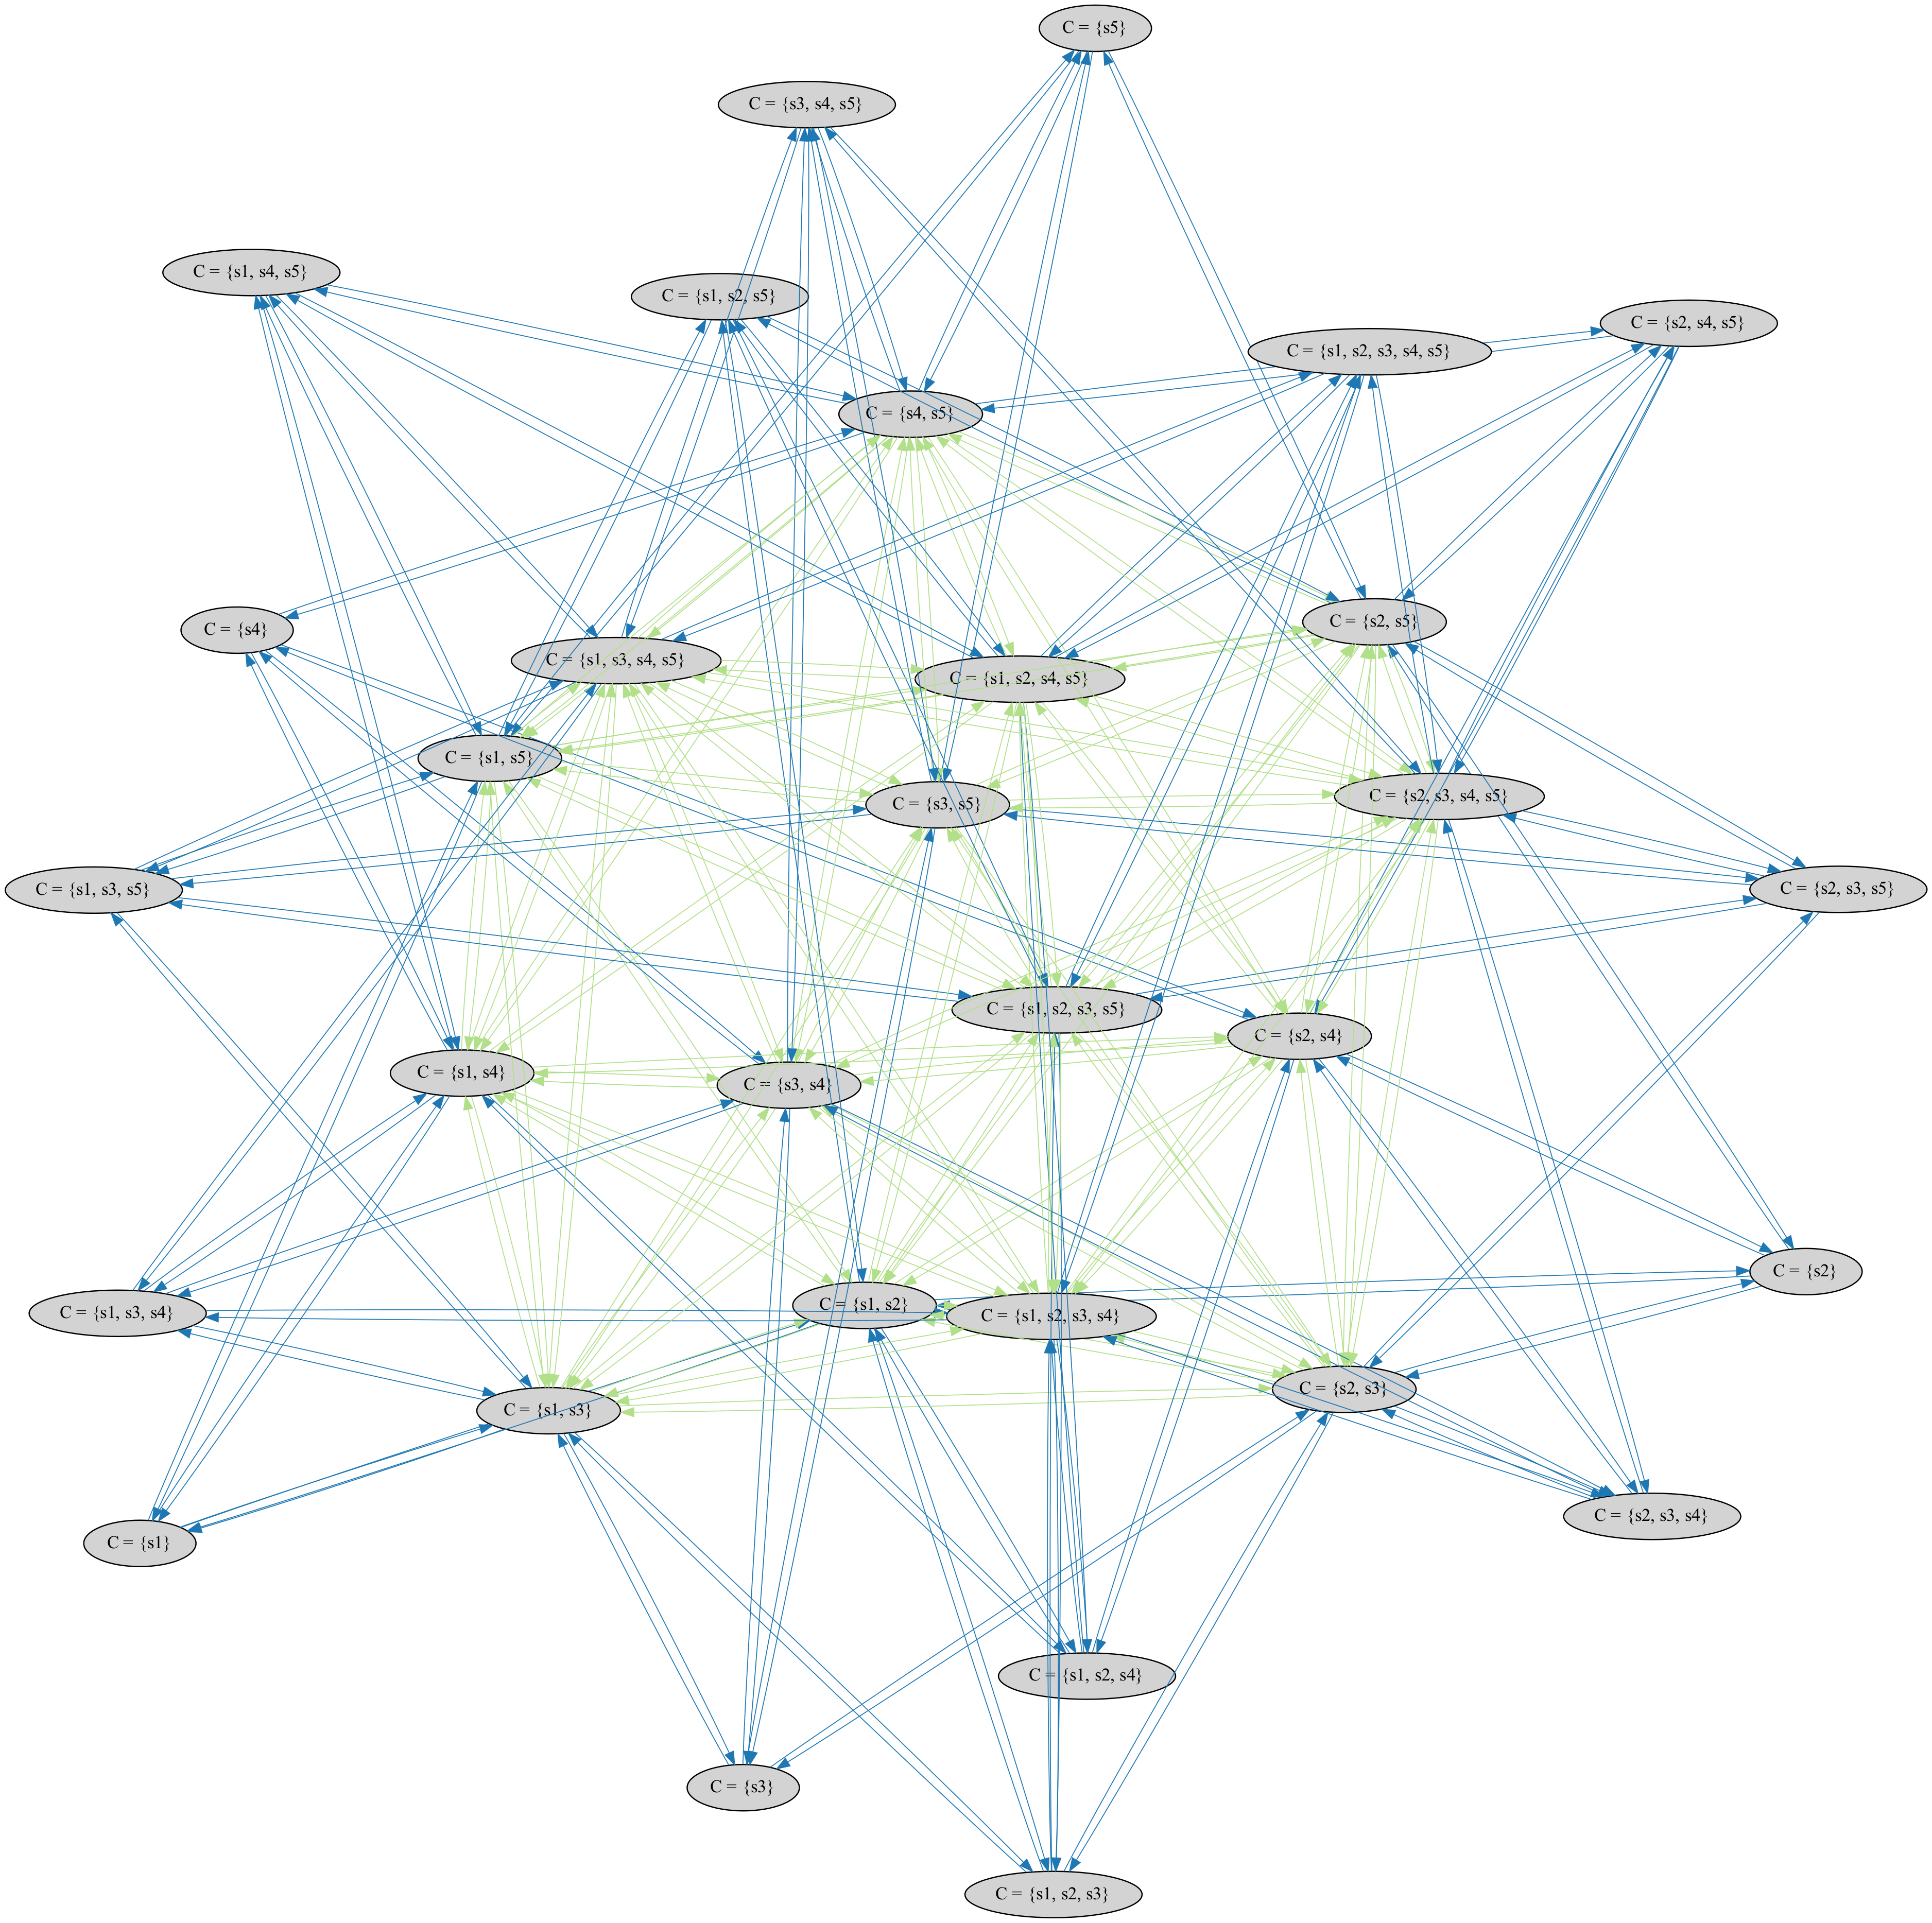 C = {s5}
C = {s3, s4, s5}
C = {s1, s4, s5}
C = {s1, s2, s5}
C = {s2, s4, s5}
C = {s1, s2, s3, s4, s5}
C = {s4, s5}
C = {s2, s5}
C = {s4}
C = {s1, s3, s4, s5}
C = {s1, s2, s4, s5}
C = {s1, s5}
C = {s2, s3, s4, s5}
C = {s3, s5}
C = {s1, s3, s5}
C = {s2, s3, s5}
C = {s1, s2, s3, s5}
C = {s2, s4}
C = {s1, s4}
C = {s3, s4}
C = {s2}
C = {s1, s2}
C = {s1, s3, s4}
C = {s1, s2, s3, s4}
C = {s2, s3}
C = {s1, s3}
C = {s2, s3, s4}
C = {s1}
C = {s1, s2, s4}
C = {s3}
C = {s1, s2, s3}